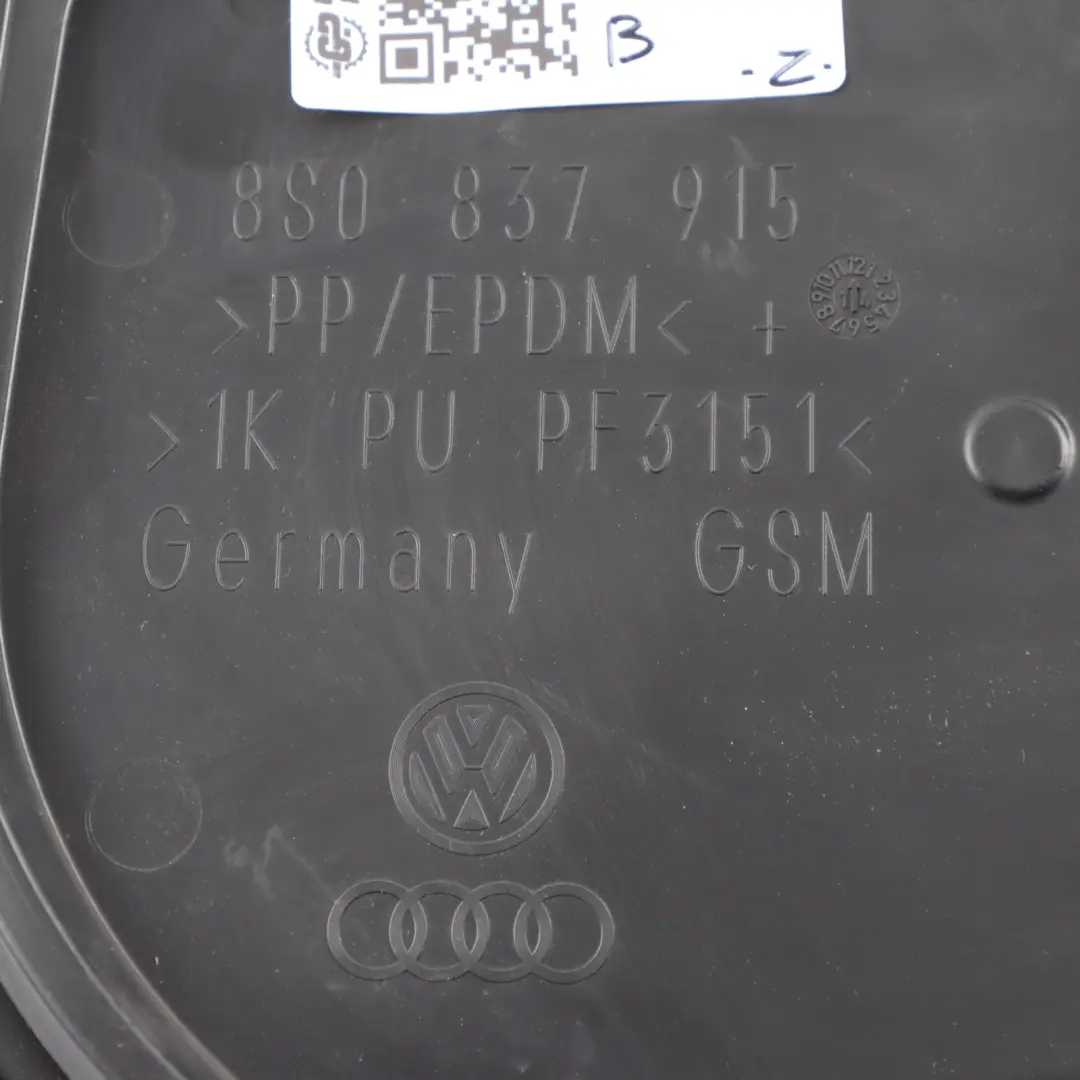 B
.Z.
8S0 837 915
>PP/EPDM< +
>1K PU PF3151<
Germany GSM